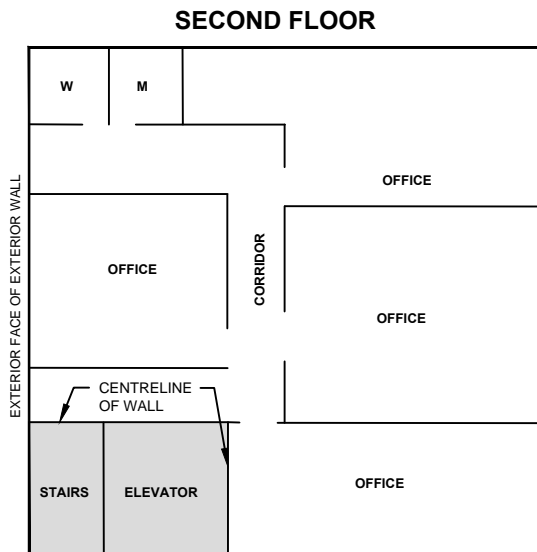 SECOND FLOOR
W
M
OFFICE
EXTERIOR FACE OF EXTERIOR WALL
OFFICE
CORRIDOR
OFFICE
CENTRELINE
OF WALL
STAIRS
ELEVATOR
OFFICE